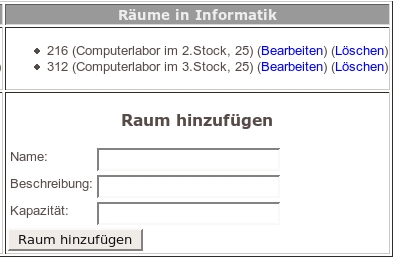 Räume in Informatik
216 (Computerlabor im 2.Stock, 25) (Bearbeiten) (Löschen)
312 (Computerlabor im 3.Stock, 25) (Bearbeiten) (Löschen)
)
Raum hinzufügen
Name:
Beschreibung:
Kapazität:
Raum hinzufügen